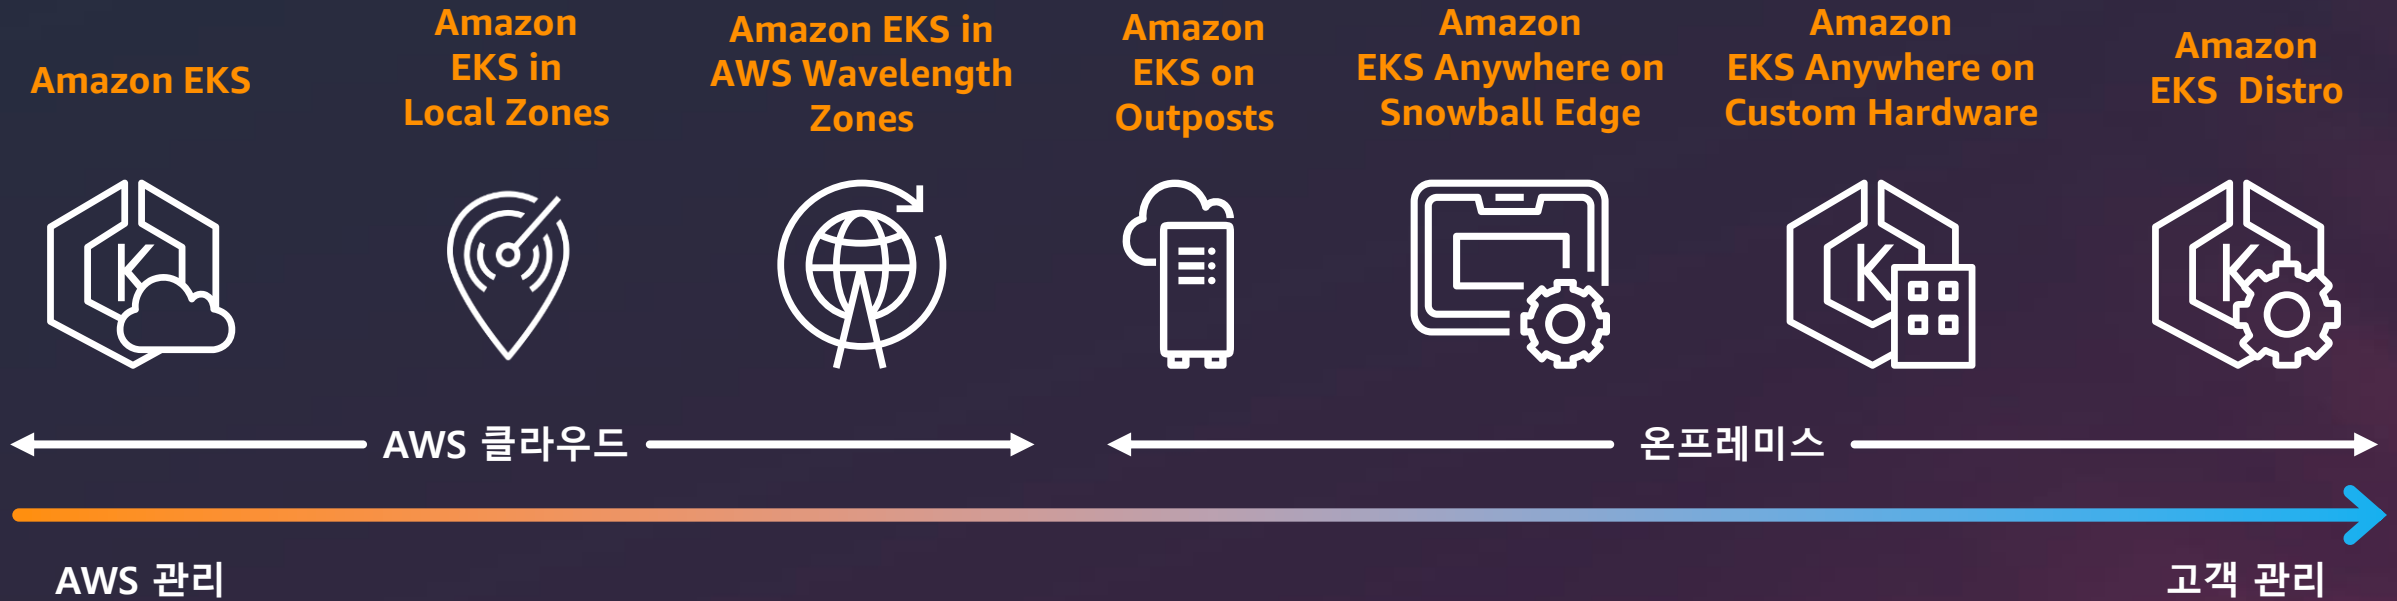 Amazon EKS
Amazon
EKS in
Local Zones
Amazon EKS in
AWS Wavelength
Zones
Amazon
EKS on
Outposts
Amazon
EKS Anywhere on
Snowball Edge
Amazon
EKS Anywhere on
Custom Hardware
Amazon
EKS Distro
K
K
K
AWS 클라우드
온프레미스
AWS 관리
고객 관리